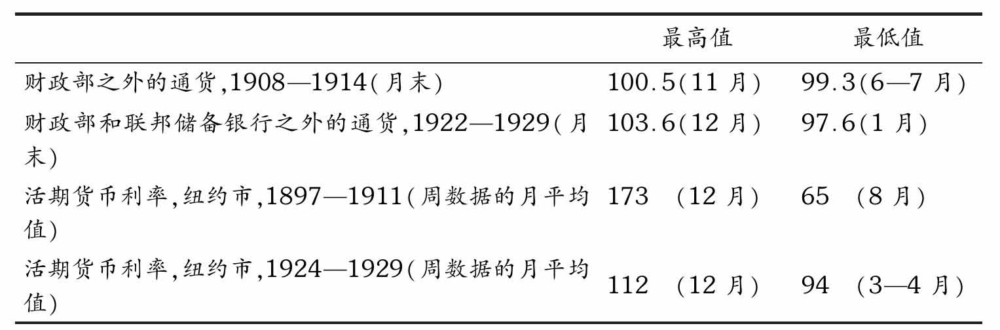 最高值 最低值
财政部之外的通货,1908—1914(月末) 100.5(11 月) 99.3(6—7 月)
财政部和联邦储备银行之外的通货,1922—1929(月 103.6(12 月) 97.6(1 月)
末)
活期货币利率,纽约市,1897—1911(周数据的月平均 173 (12 月) 65 (8 月)
值)
活期货币利率,纽约市,1924—1929(周数据的月平均
112 (12 月) 94 (3—4 月)
值)